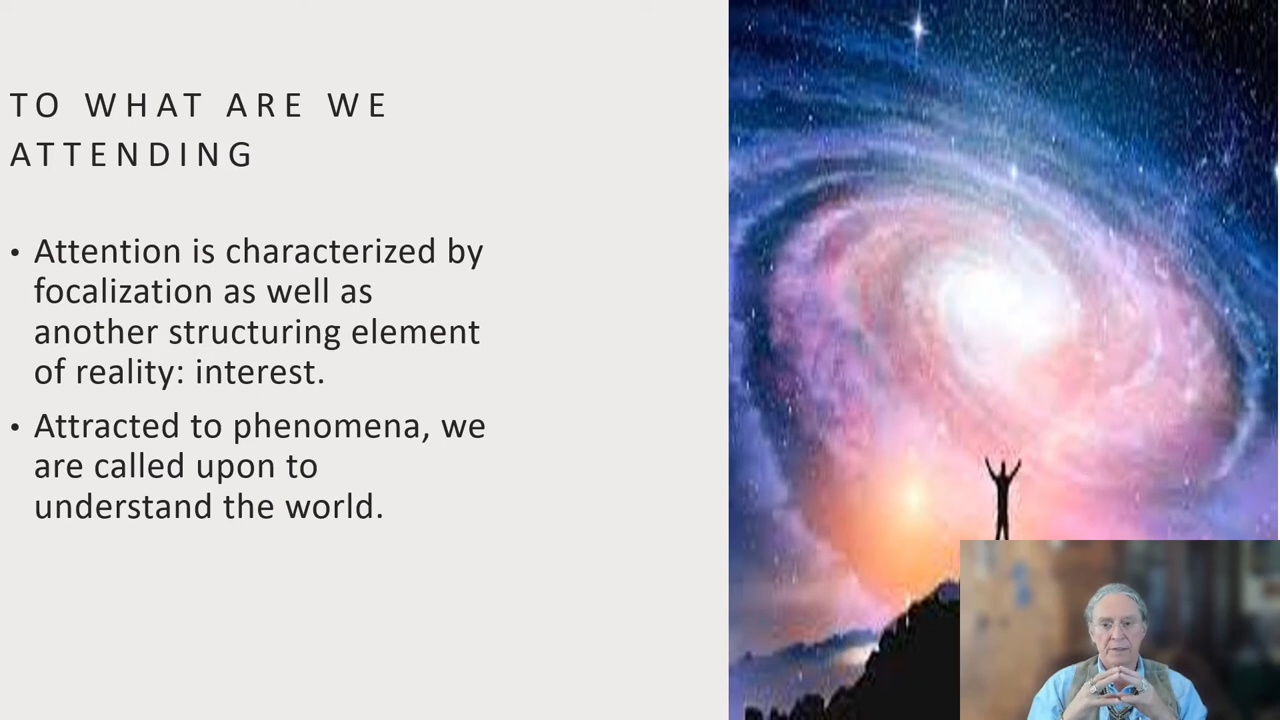 TO WHAT ARE WE
ATTENDING
• Attention is characterized by
focalization as well as
another structuring element
of reality: interest.
• Attracted to phenomena, we
are called upon to
understand the world.